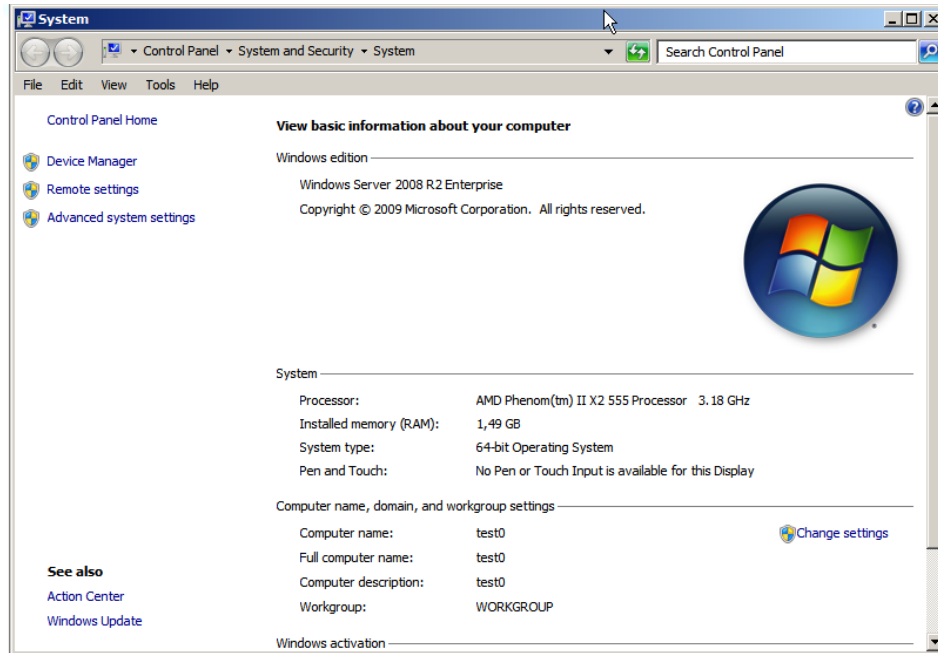 System
Control Panel System and Security System
Search Control Panel
File Edit View Tools Help
Control Panel Home
Device Manager
Remote settings
Advanced system settings
See also
Action Center
Windows Update
View basic information about your computer
Windows edition
Windows Server 2008 R2 Enterprise
Copyright © 2009 Microsoft Corporation. All rights reserved.
System
Processor: AMD Phenom(tm) II X2 555 Processor 3.18 GHz
Installed memory (RAM): 1,49 GB
System type: 64-bit Operating System
Pen and Touch: No Pen or Touch Input is available for this Display
Computer name, domain, and workgroup settings
Computer name: test0
Change settings
Full computer name: test0
Computer description: test0
Workgroup: WORKGROUP
Windows activation